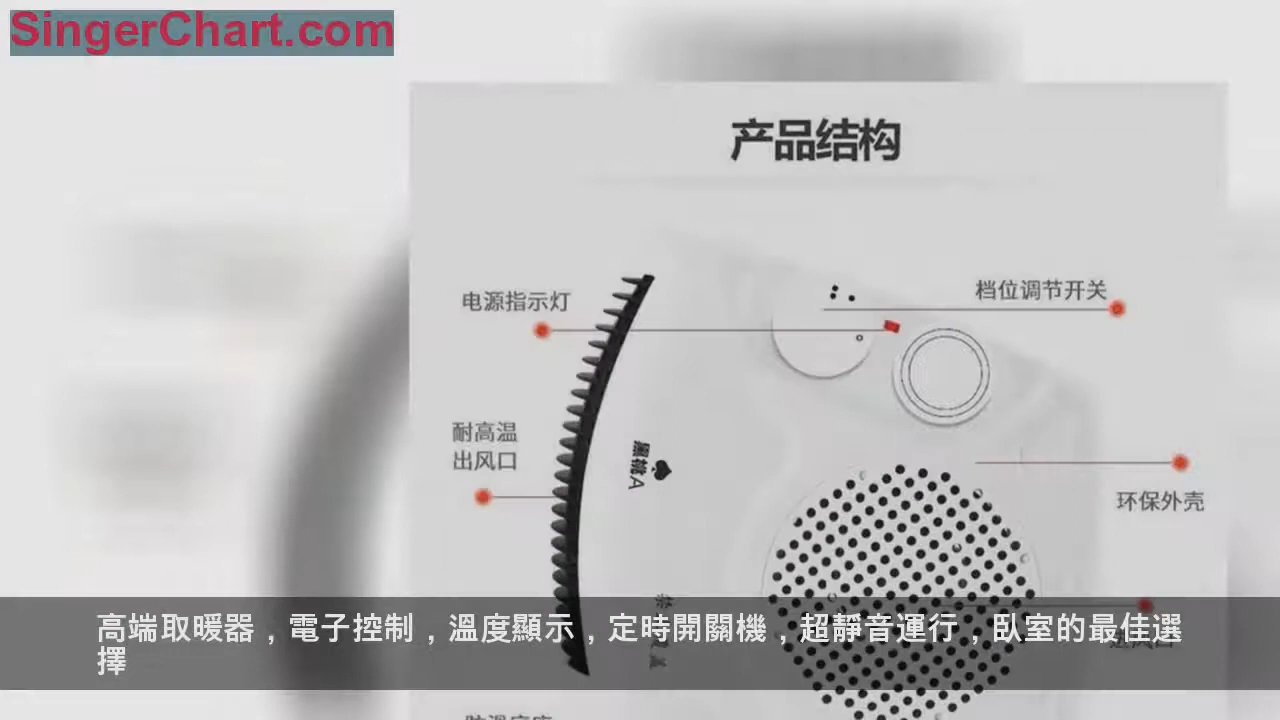 SingerChart.com
产品结构
电源指示灯
档位调节开关
耐高温
出风口
黑桃A
环保外壳
高端取暖器，電子控制，溫度顯示，定時開關機，超靜音運行，臥室的最佳選
擇